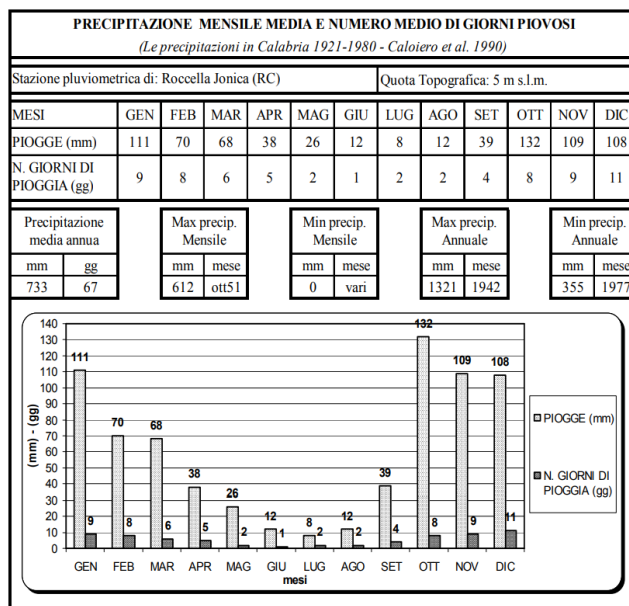 PRECIPITAZIONE MENSILE MEDIA E NUMERO MEDIO DI GIORNI PIOVOSI
(Le precipitazioni in Calabria 1921-1980 - Caloiero et al. 1990)
Stazione pluviometrica di: Roccella Jonica (RC) Quota Topografica: 5 m s.l.m.
MESI GEN FEB MAR APR MAG GIU LUG AGO SET OTT NOV DIC
PIOGGE (mm) 111 70 68 38 26 12 8 12 39 132 109 108
N. GIORNI DI
PIOGGIA (gg) 9 8 6 5 2 1 2 2 4 8 9 11
Precipitazione Max precip. Min precip. Max precip. Min precip.
media annua Mensile Mensile Annuale Annuale
mm gg mm mese mm mese mm mese mm mese
733 67 612 ott51 0 vari 1321 1942 355 1977
(mm) - (gg)
140
130
120
110
100
90
80
70
60
50
40
30
20
10
0
111 70 68 38 26 12 8 12 39 132 109 108
9 8 6 5 2 1 2 2 4 8 9 11
GEN FEB MAR APR MAG GIU LUG AGO SET OTT NOV DIC
mesi
PIOGGE (mm)
N. GIORNI DI
PIOGGIA (gg)